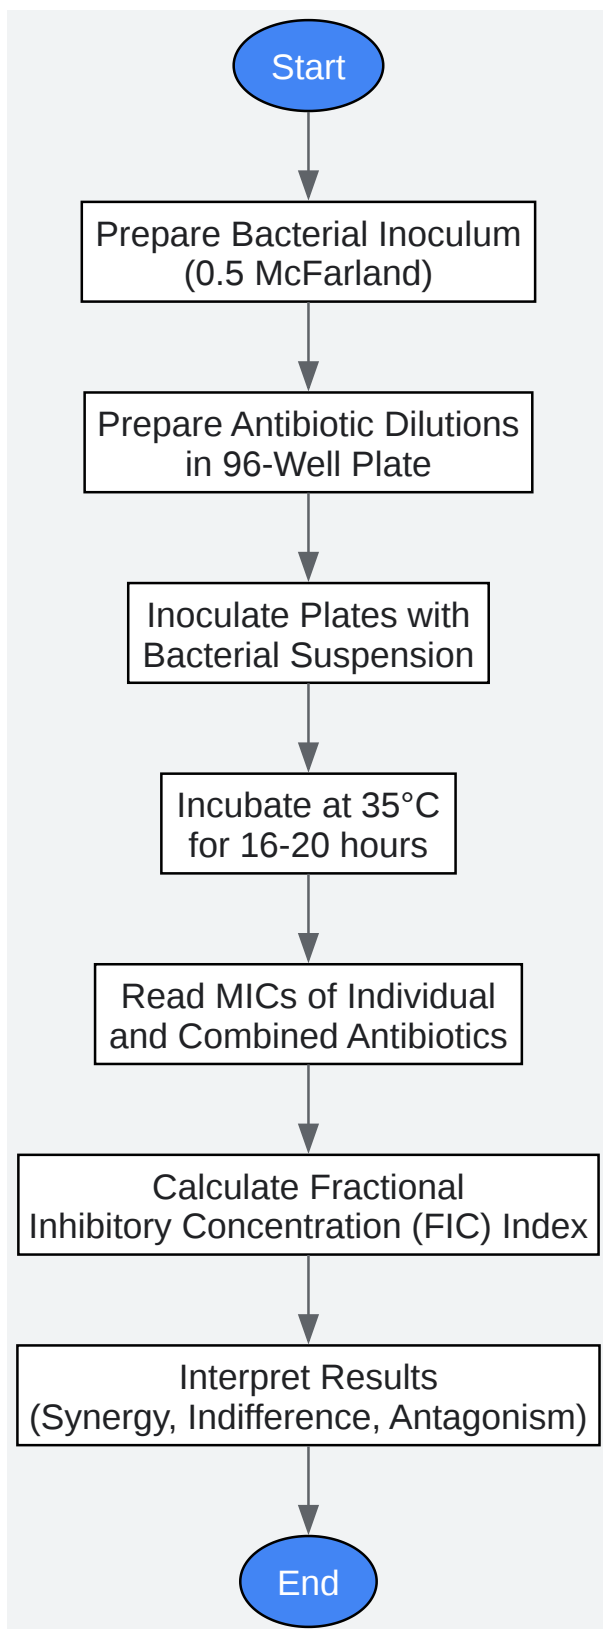 Start
Prepare Bacterial Inoculum
(0.5 McFarland)
Prepare Antibiotic Dilutions
in 96-Well Plate
Inoculate Plates with
Bacterial Suspension
Incubate at 35°C
for 16-20 hours
Read MICs of Individual
and Combined Antibiotics
Calculate Fractional
Inhibitory Concentration (FIC) Index
Interpret Results
(Synergy, Indifference, Antagonism)
End